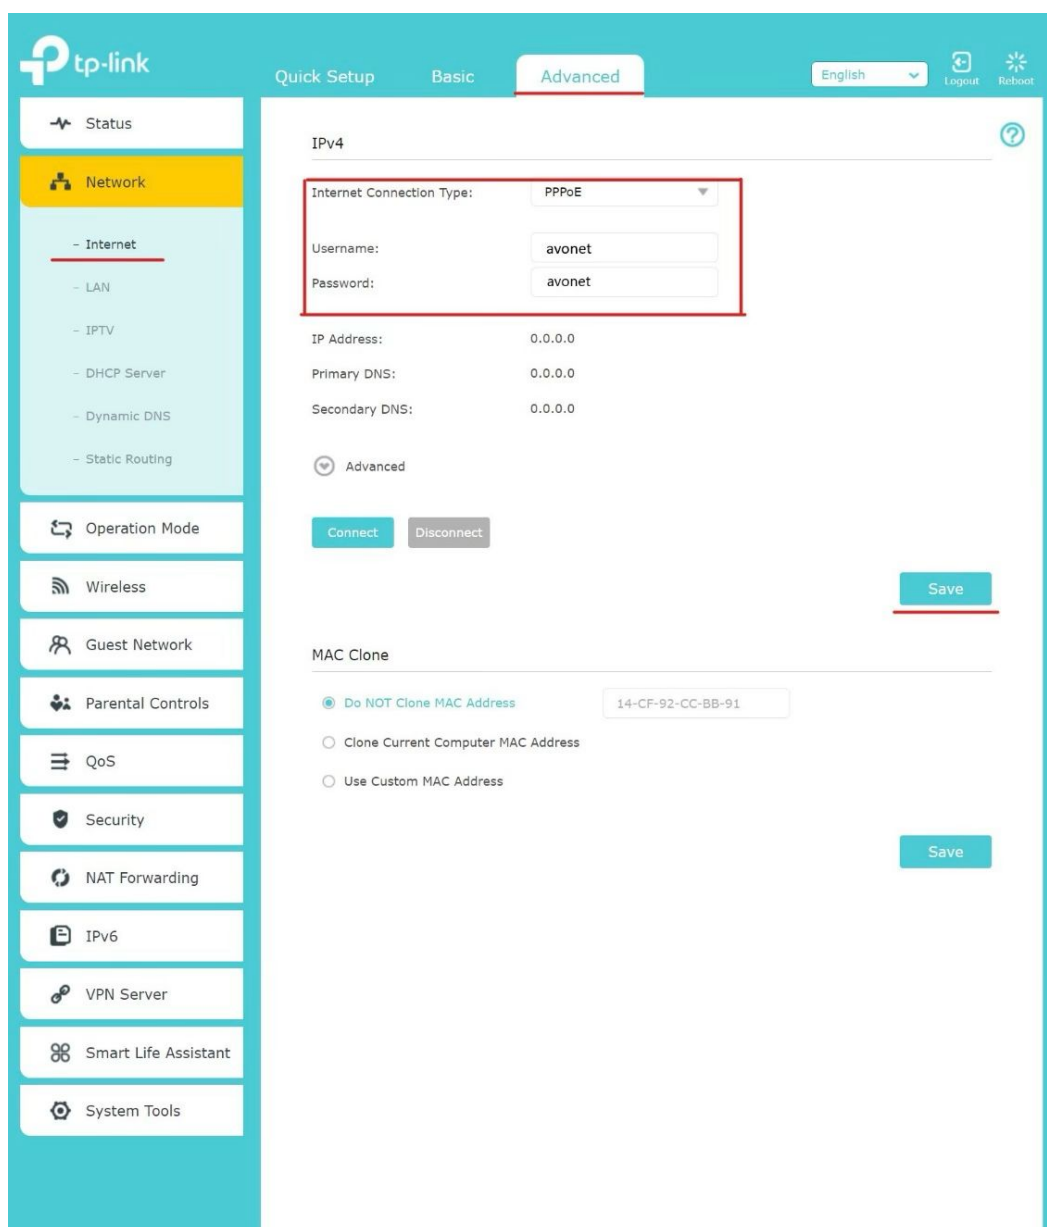 tp-link
Quick Setup Basic Advanced English Logout Reboot
Status
Network
- Internet
- LAN
- IPTV
- DHCP Server
- Dynamic DNS
- Static Routing
Operation Mode
Wireless
Guest Network
Parental Controls
QoS
Security
NAT Forwarding
IPv6
VPN Server
Smart Life Assistant
System Tools
IPv4
?
Internet Connection Type: PPPoE
Username: avonet
Password: avonet
IP Address: 0.0.0.0
Primary DNS: 0.0.0.0
Secondary DNS: 0.0.0.0
Advanced
Connect Disconnect
Save
MAC Clone
Do NOT Clone MAC Address 14-CF-92-CC-BB-91
Clone Current Computer MAC Address
Use Custom MAC Address
Save